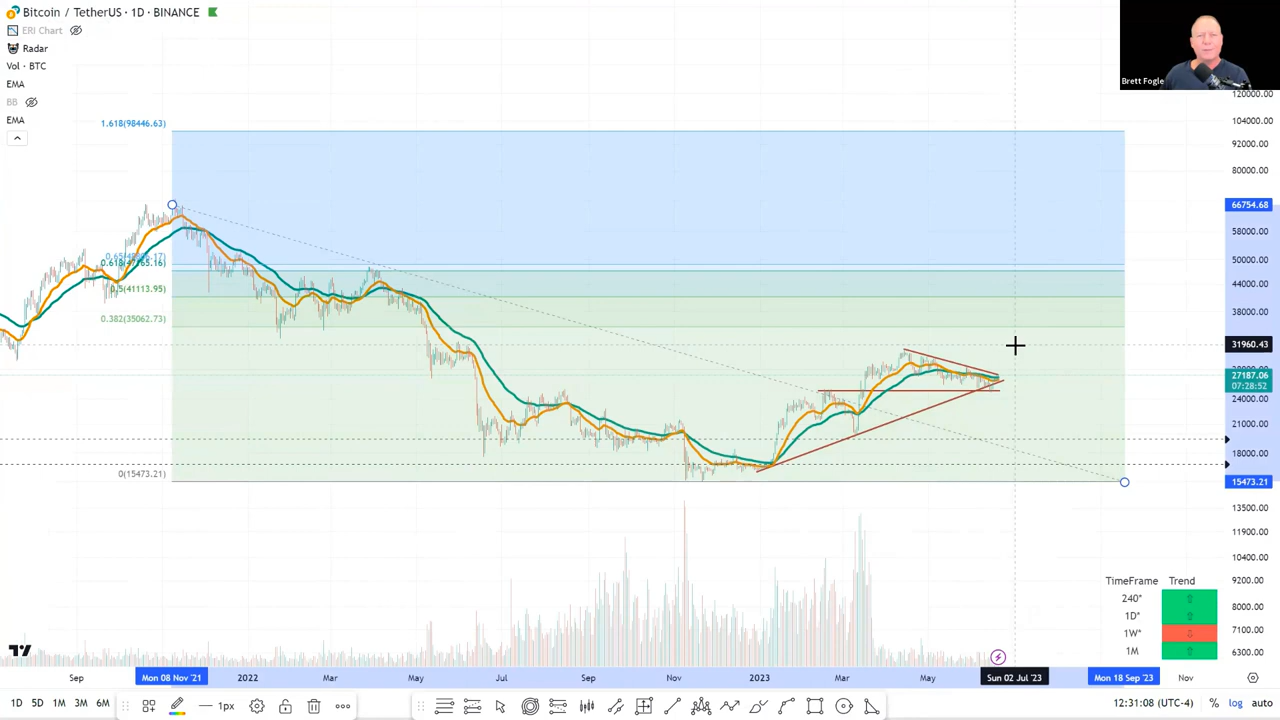 Bitcoin / TetherUS · 1D · BINANCE
ERI Chart
Radar
Vol · BTC
EMA
BB
EMA
Brett Fogle
1.618(98446.63)
0.618(47165.16)
0.5(41113.95)
0.382(35062.73)
0(15473.21)
120000.00
104000.00
92000.00
80000.00
66754.68
58000.00
50000.00
44000.00
38000.00
31960.43
27187.06
07:28:52
24000.00
21000.00
18000.00
15473.21
13500.00
11900.00
10400.00
9200.00
8000.00
7100.00
6300.00
TimeFrame Trend
240* ⇧
1D* ⇧
1W* ⇩
1M ⇧
Sep Mon 08 Nov '21 2022 Mar May Jul Sep Nov 2023 Mar May Sun 02 Jul '23 Mon 18 Sep '23 Nov
1D 5D 1M 3M 6M 1px 12:31:08 (UTC-4) % log auto